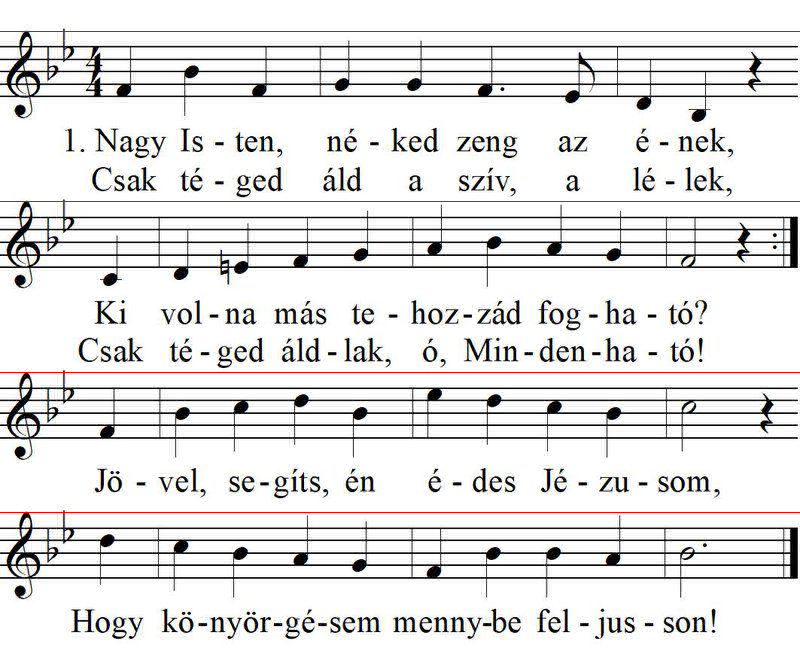 4
4
1. Nagy Is - ten, né - ked zeng az é - nek,
Csak té - ged áld a szív, a lé - lek,
Ki vol - na más te - hoz - zád fog - ha - tó?
Csak té - ged áld - lak, ó, Min - den - ha - tó!
Jö - vel, se - gíts, én é - des Jé - zu - som,
Hogy kö - nyör - gé - sem menny - be fel - jus - son!